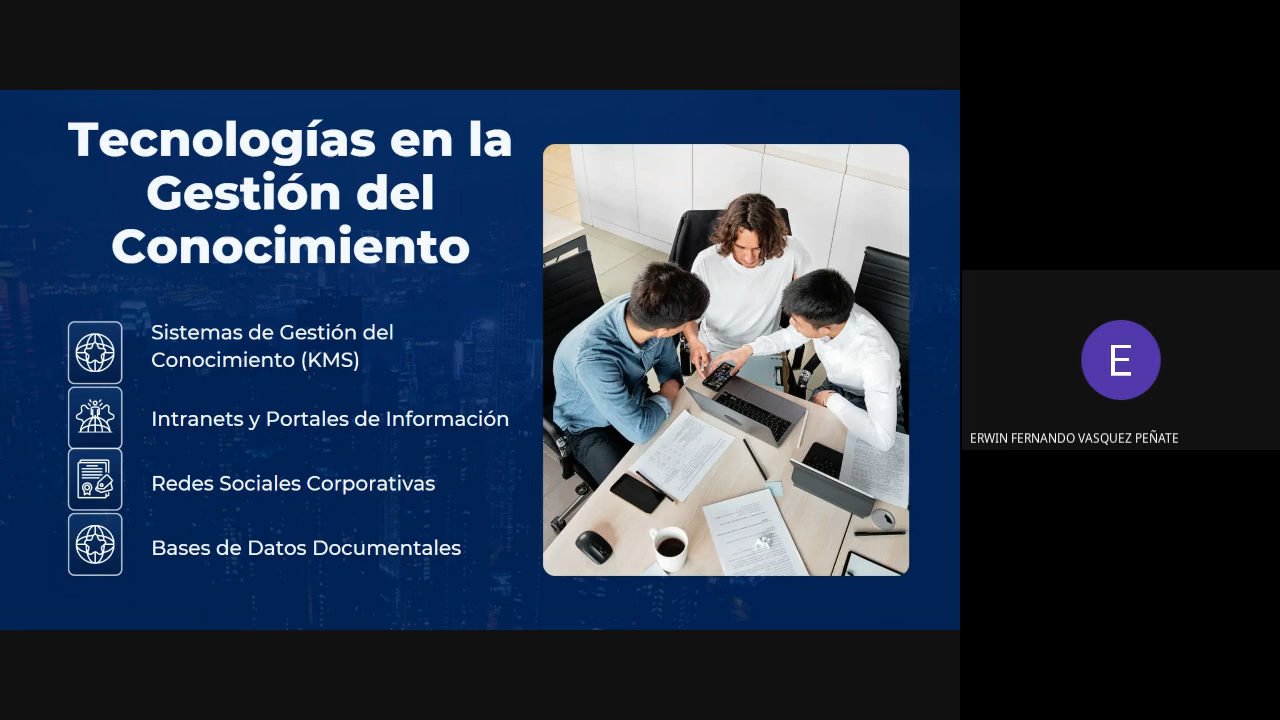 Tecnologías en la
Gestión del
Conocimiento
Sistemas de Gestión del
Conocimiento (KMS)
Intranets y Portales de Información
Redes Sociales Corporativas
Bases de Datos Documentales
E
ERWIN FERNANDO VASQUEZ PEÑATE